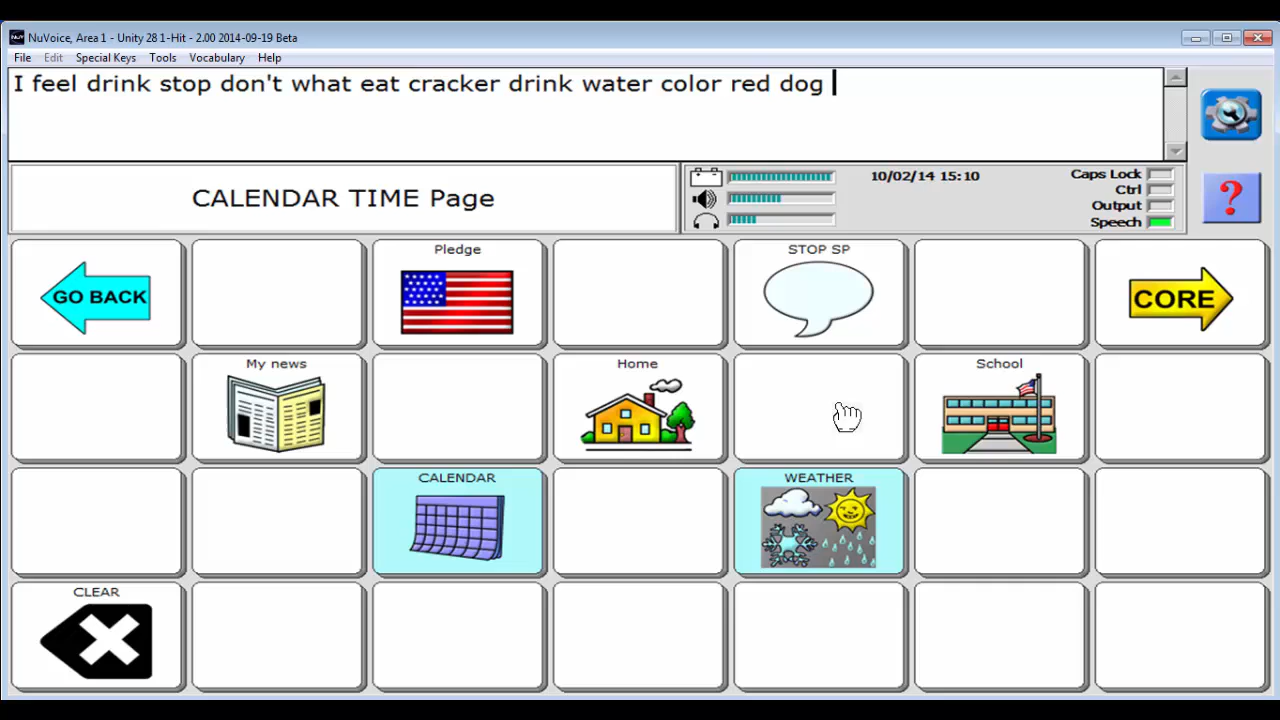 NuVoice, Area 1 - Unity 28 1-Hit - 2.00 2014-09-19 Beta
File Edit Special Keys Tools Vocabulary Help
I feel drink stop don't what eat cracker drink water color red dog
CALENDAR TIME Page
10/02/14 15:10
Caps Lock
Ctrl
Output
Speech
?
GO BACK
Pledge
STOP SP
CORE
My news
Home
School
CALENDAR
WEATHER
CLEAR